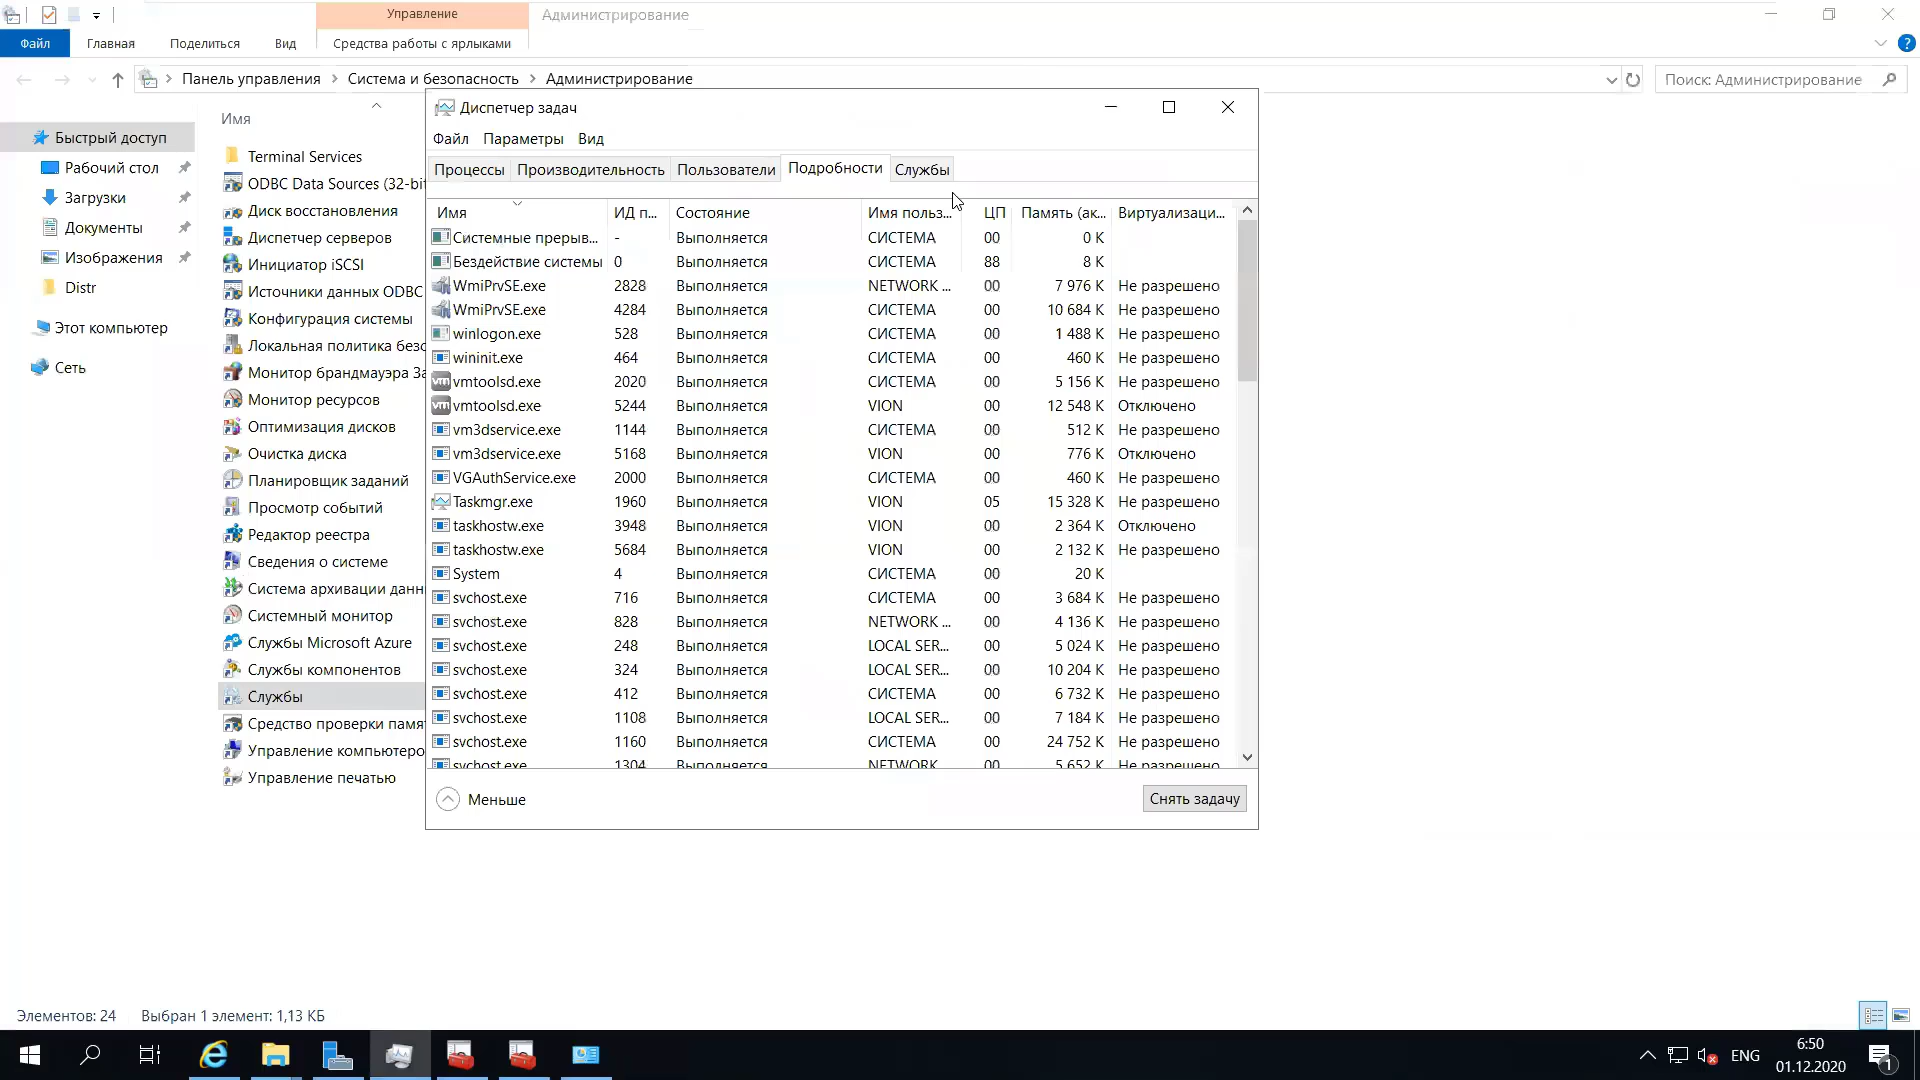 Управление
Администрирование
Файл
Главная
Поделиться
Вид
Средства работы с ярлыками
Панель управления
Система и безопасность
Администрирование
Поиск: Администрирование
Быстрый доступ
Рабочий стол
Загрузки
Документы
Изображения
Distr
Этот компьютер
Сеть
Имя
Terminal Services
ODBC Data Sources (32-bit
Диск восстановления
Диспетчер серверов
Инициатор iSCSI
Источники данных ODBC
Конфигурация системы
Локальная политика безо
Монитор брандмауэра За
Монитор ресурсов
Оптимизация дисков
Очистка диска
Планировщик заданий
Просмотр событий
Редактор реестра
Сведения о системе
Система архивации данн
Системный монитор
Службы Microsoft Azure
Службы компонентов
Службы
Средство проверки памят
Управление компьютеро
Управление печатью
Диспетчер задач
Файл Параметры Вид
Процессы Производительность Пользователи Подробности Службы
Имя ИД п... Состояние Имя польз... ЦП Память (ак... Виртуализаци...
Системные прерыв... - Выполняется СИСТЕМА 00 0 K
Бездействие системы 0 Выполняется СИСТЕМА 88 8 K
WmiPrvSE.exe 2828 Выполняется NETWORK ... 00 7 976 K Не разрешено
WmiPrvSE.exe 4284 Выполняется СИСТЕМА 00 10 684 K Не разрешено
winlogon.exe 528 Выполняется СИСТЕМА 00 1 488 K Не разрешено
wininit.exe 464 Выполняется СИСТЕМА 00 460 K Не разрешено
vmtoolsd.exe 2020 Выполняется СИСТЕМА 00 5 156 K Не разрешено
vmtoolsd.exe 5244 Выполняется VION 00 12 548 K Отключено
vm3dservice.exe 1144 Выполняется СИСТЕМА 00 512 K Не разрешено
vm3dservice.exe 5168 Выполняется VION 00 776 K Отключено
VGAuthService.exe 2000 Выполняется СИСТЕМА 00 460 K Не разрешено
Taskmgr.exe 1960 Выполняется VION 05 15 328 K Не разрешено
taskhostw.exe 3948 Выполняется VION 00 2 364 K Отключено
taskhostw.exe 5684 Выполняется VION 00 2 132 K Не разрешено
System 4 Выполняется СИСТЕМА 00 20 K
svchost.exe 716 Выполняется СИСТЕМА 00 3 684 K Не разрешено
svchost.exe 828 Выполняется NETWORK ... 00 4 136 K Не разрешено
svchost.exe 248 Выполняется LOCAL SER... 00 5 024 K Не разрешено
svchost.exe 324 Выполняется LOCAL SER... 00 10 204 K Не разрешено
svchost.exe 412 Выполняется СИСТЕМА 00 6 732 K Не разрешено
svchost.exe 1108 Выполняется LOCAL SER... 00 7 184 K Не разрешено
svchost.exe 1160 Выполняется СИСТЕМА 00 24 752 K Не разрешено
svchost.exe 1304 Выполняется NETWORK 00 5 652 K Не разрешено
Меньше
Снять задачу
Элементов: 24 Выбран 1 элемент: 1,13 КБ
ENG
6:50
01.12.2020
1